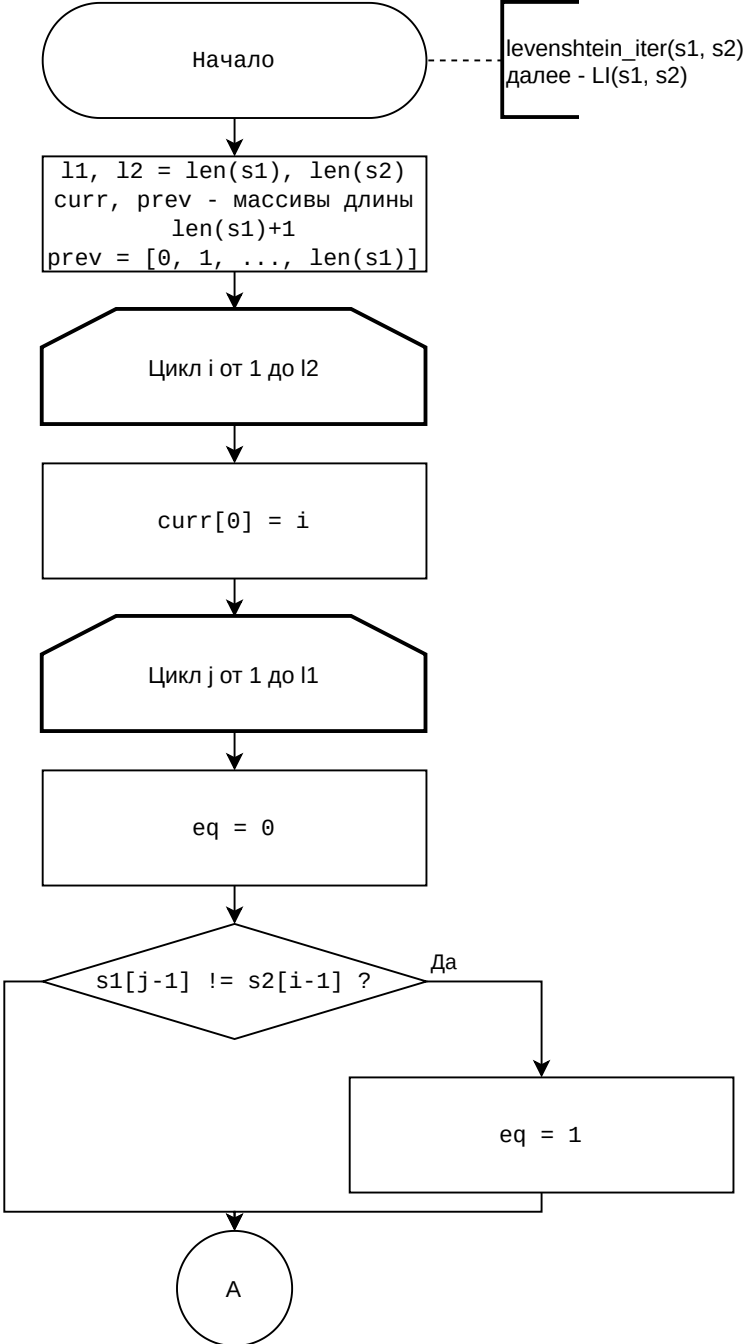 Начало
levenshtein_iter(s1, s2)
далее - LI(s1, s2)
l1, l2 = len(s1), len(s2)
curr, prev - массивы длины
len(s1)+1
prev = [0, 1, ..., len(s1)]
Цикл i от 1 до l2
curr[0] = i
Цикл j от 1 до l1
eq = 0
s1[j-1] != s2[i-1] ?
Да
eq = 1
A